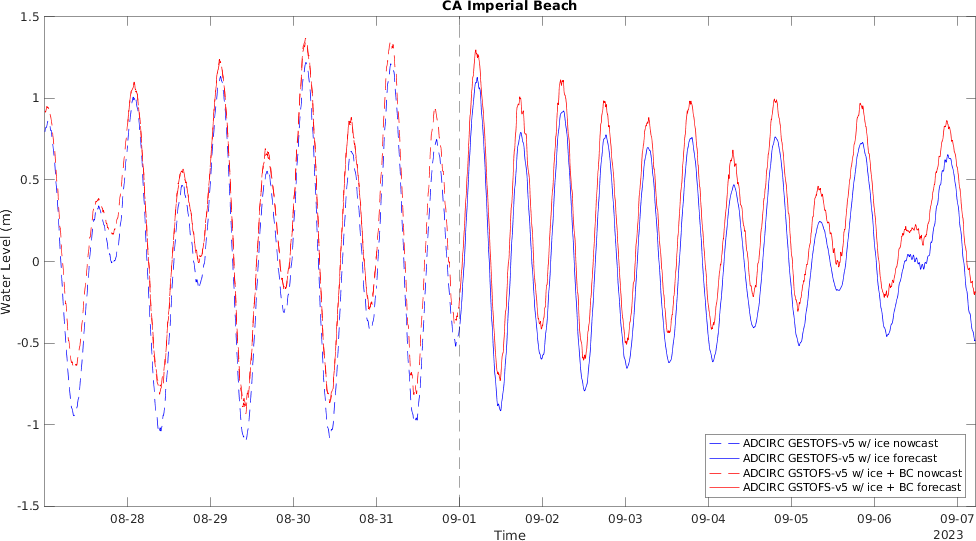 CA Imperial Beach
1.5
1
0.5
0
-0.5
-1
-1.5
Water Level (m)
08-28 08-29 08-30 08-31 09-01 09-02 09-03 09-04 09-05 09-06 09-07
Time
2023
ADCIRC GESTOFS-v5 w/ ice nowcast
ADCIRC GESTOFS-v5 w/ ice forecast
ADCIRC GSTOFS-v5 w/ ice + BC nowcast
ADCIRC GSTOFS-v5 w/ ice + BC forecast